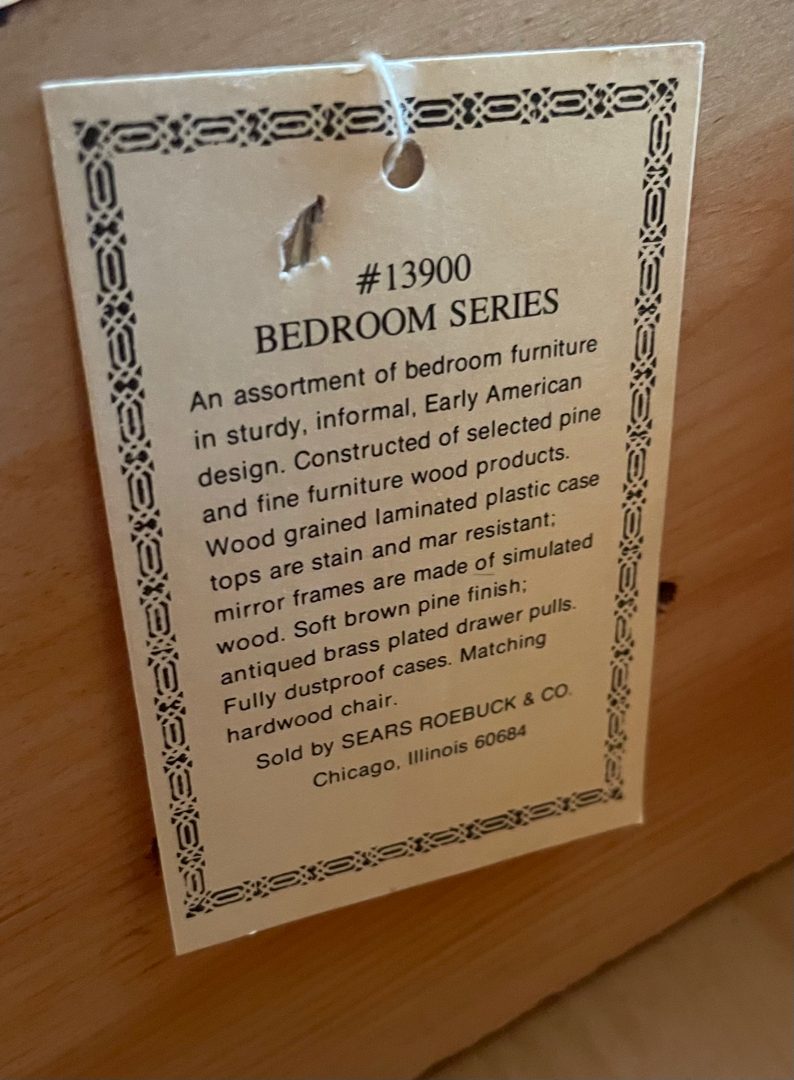 #13900
BEDROOM SERIES
An assortment of bedroom furniture
in sturdy, informal, Early American
design. Constructed of selected pine
and fine furniture wood products.
Wood grained laminated plastic case
tops are stain and mar resistant;
mirror frames are made of simulated
wood. Soft brown pine finish;
antiqued brass plated drawer pulls.
Fully dustproof cases. Matching
hardwood chair.
Sold by SEARS ROEBUCK & CO.
Chicago, Illinois 60684